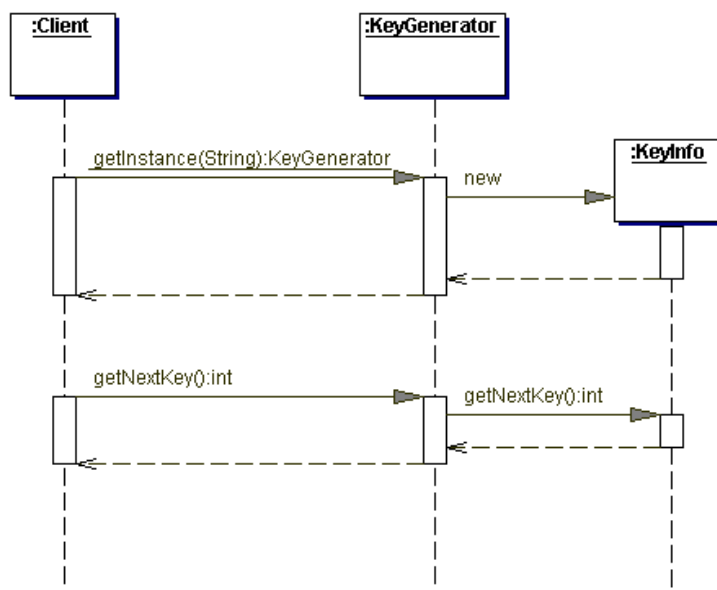 :Client
:KeyGenerator
:KeyInfo
getInstance(String):KeyGenerator
new
getNextKey():int
getNextKey():int